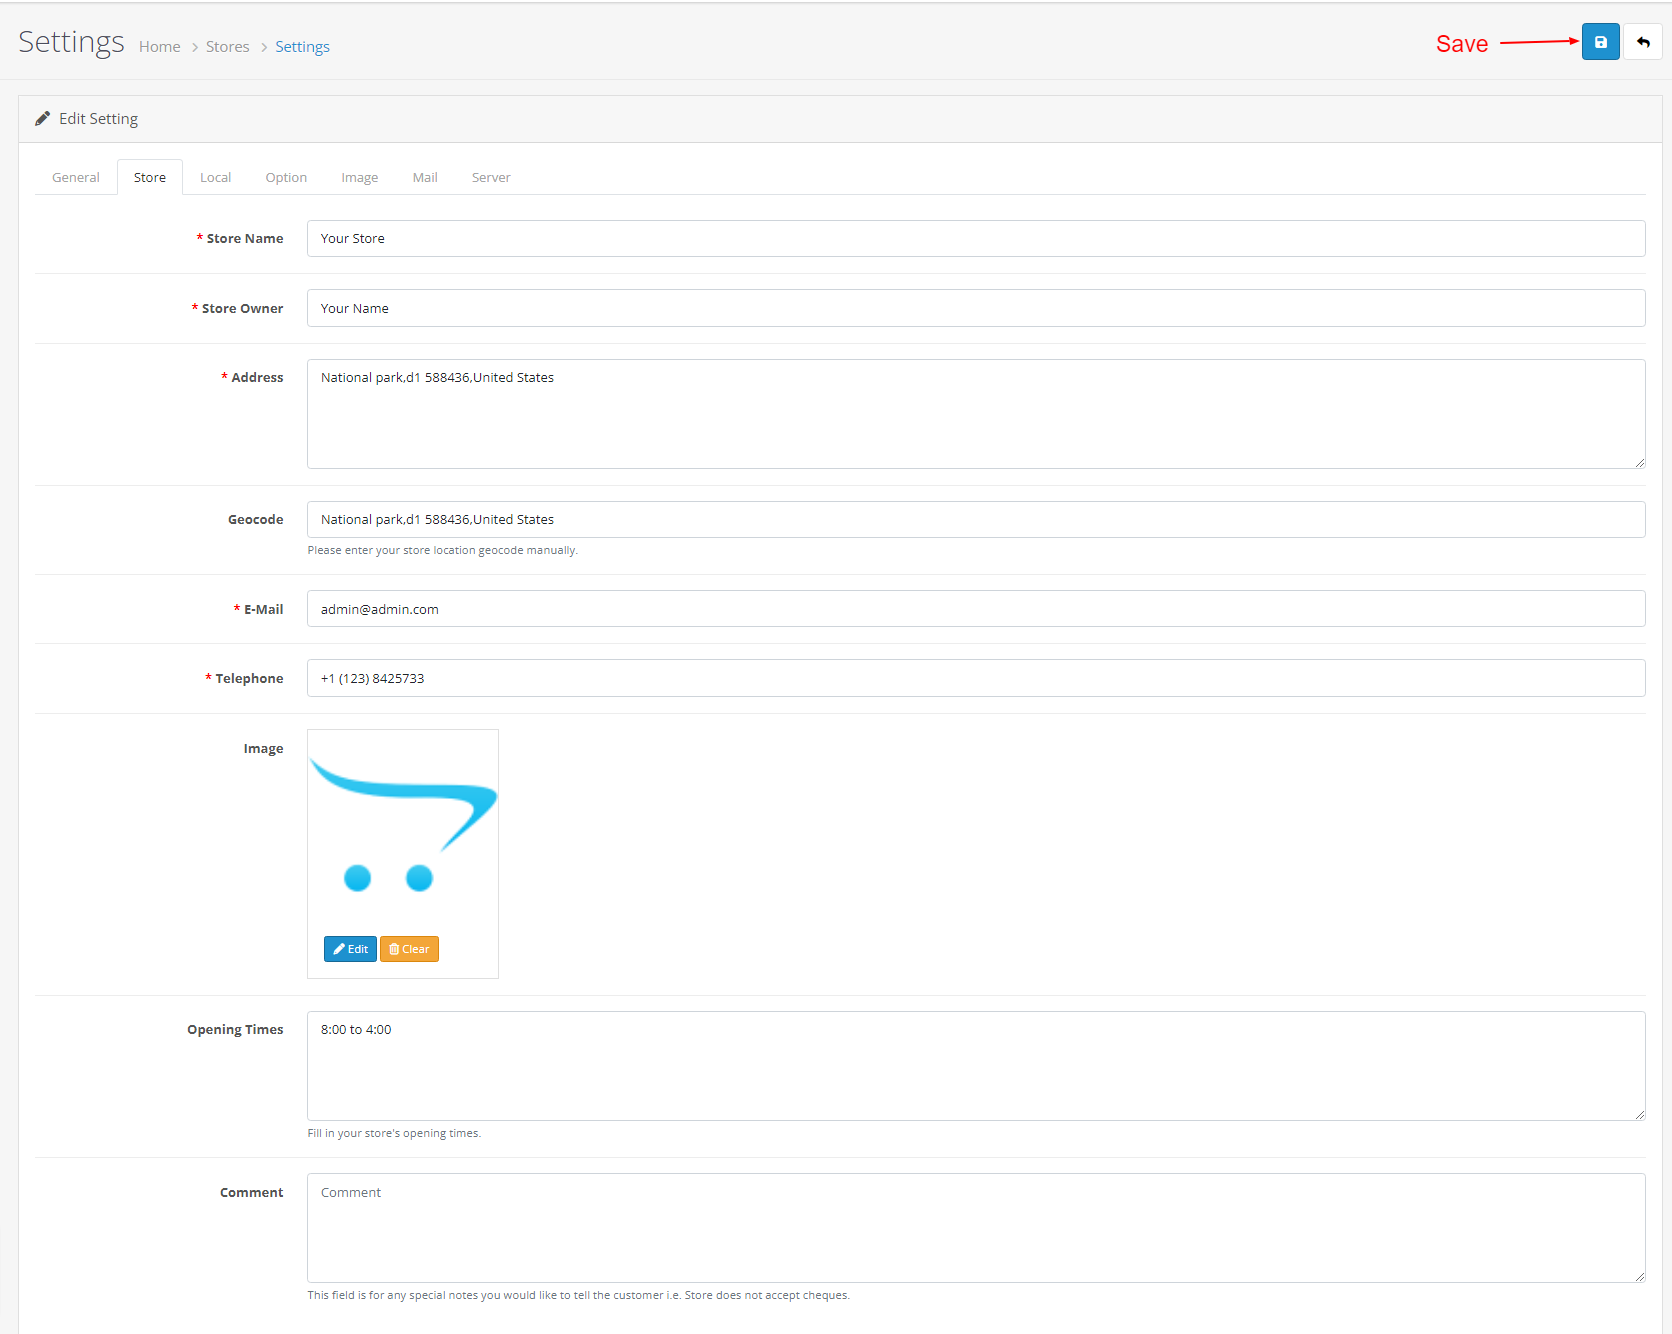 Settings Home > Stores > Settings
Save
Edit Setting
General Store Local Option Image Mail Server
* Store Name Your Store
* Store Owner Your Name
* Address National park,d1 588436,United States
Geocode National park,d1 588436,United States
Please enter your store location geocode manually.
* E-Mail admin@admin.com
* Telephone +1 (123) 8425733
Image
Edit Clear
Opening Times 8:00 to 4:00
Fill in your store's opening times.
Comment Comment
This field is for any special notes you would like to tell the customer i.e. Store does not accept cheques.